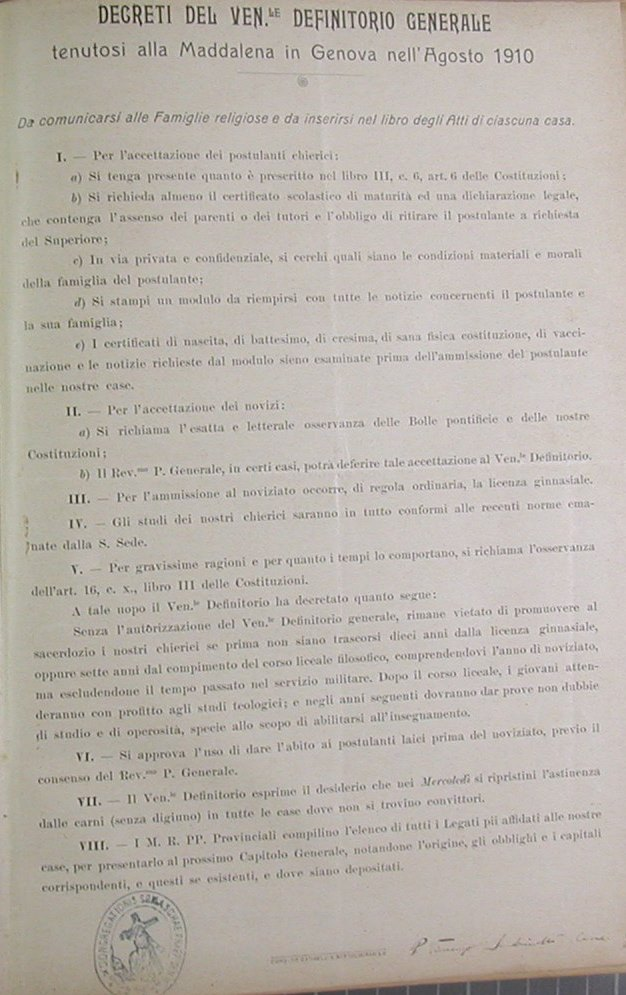 DECRETI DEL VEN.LE DEFINITORIO GENERALE
tenutosi alla Maddalena in Genova nell'Agosto 1910
Da comunicarsi alle Famiglie religiose e da inserirsi nel libro degli Atti di ciascuna casa.
I. — Per l'accettazione dei postulanti chierici:
a) Si tenga presente quanto è prescritto nel libro III, c. 6, art. 6 delle Costituzioni;
b) Si richieda almeno il certificato scolastico di maturità ed una dichiarazione legale,
che contenga l'assenso dei parenti o dei tutori e l'obbligo di ritirare il postulante a richiesta
del Superiore;
c) In via privata e confidenziale, si cerchi quali siano le condizioni materiali e morali
della famiglia del postulante;
d) Si stampi un modulo da riempirsi con tutte le notizie concernenti il postulante e
la sua famiglia;
e) I certificati di nascita, di battesimo, di cresima, di sana fisica costituzione, di vacci-
nazione e le notizie richieste dal modulo sieno esaminate prima dell'ammissione del postulante
nelle nostre case.
II. — Per l'accettazione dei novizi:
a) Si richiama l'esatta e letterale osservanza delle Bolle pontificie e delle nostre
Costituzioni;
b) Il Rev.mo P. Generale, in certi casi, potrà deferire tale accettazione al Ven.le Definitorio.
III. — Per l'ammissione al noviziato occorre, di regola ordinaria, la licenza ginnasiale.
IV. — Gli studi dei nostri chierici saranno in tutto conformi alle recenti norme ema-
nate dalla S. Sede.
V. — Per gravissime ragioni e per quanto i tempi lo comportano, si richiama l'osservanza
dell'art. 16, c. x., libro III delle Costituzioni.
A tale uopo il Ven.le Definitorio ha decretato quanto segue:
Senza l'autorizzazione del Ven.le Definitorio generale, rimane vietato di promuovere al
sacerdozio i nostri chierici se prima non siano trascorsi dieci anni dalla licenza ginnasiale,
oppure sette anni dal compimento del corso liceale filosofico, comprendendovi l'anno di noviziato,
ma escludendone il tempo passato nel servizio militare. Dopo il corso liceale, i giovani atten-
deranno con profitto agli studi teologici; e negli anni seguenti dovranno dar prove non dubbie
di studio e di operosità, specie allo scopo di abilitarsi all'insegnamento.
VI. — Si approva l'uso di dare l'abito ai postulanti laici prima del noviziato, previo il
consenso del Rev.mo P. Generale.
VII. — Il Ven.le Definitorio esprime il desiderio che nei Mercoledì si ripristini l'astinenza
dalle carni (senza digiuno) in tutte le case dove non si trovino convittori.
VIII. — I M. R. PP. Provinciali compilino l'elenco di tutti i Legati pii affidati alle nostre
case, per presentarlo al prossimo Capitolo Generale, notandone l'origine, gli obblighi e i capitali
corrispondenti, e questi se esistenti, e dove siano depositati.
CONGREGATIONIS